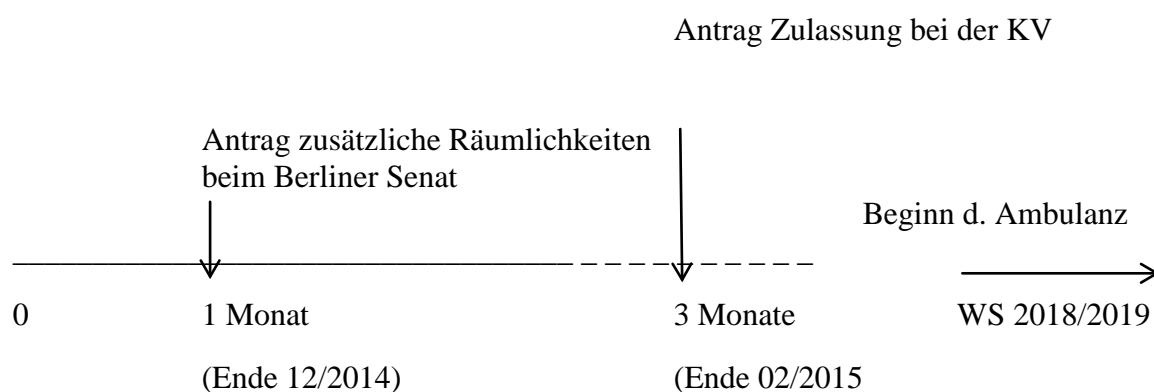 Antrag Zulassung bei der KV
Antrag zusätzliche Räumlichkeiten
beim Berliner Senat
Beginn d. Ambulanz
0
1 Monat
3 Monate
WS 2018/2019
(Ende 12/2014)
(Ende 02/2015